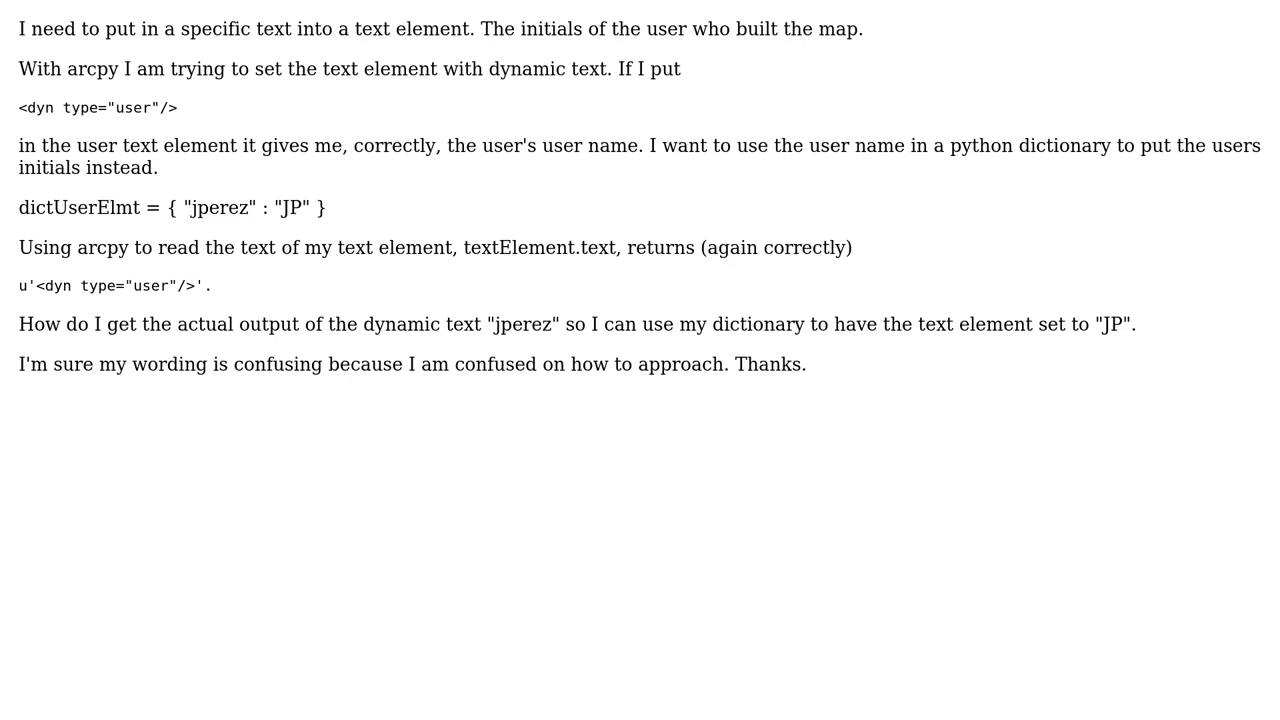 I need to put in a specific text into a text element. The initials of the user who built the map.
With arcpy I am trying to set the text element with dynamic text. If I put
<dyn type="user"/>
in the user text element it gives me, correctly, the user's user name. I want to use the user name in a python dictionary to put the users
initials instead.
dictUserElmt = { "jperez" : "JP" }
Using arcpy to read the text of my text element, textElement.text, returns (again correctly)
u'<dyn type="user"/>'.
How do I get the actual output of the dynamic text "jperez" so I can use my dictionary to have the text element set to "JP".
I'm sure my wording is confusing because I am confused on how to approach. Thanks.